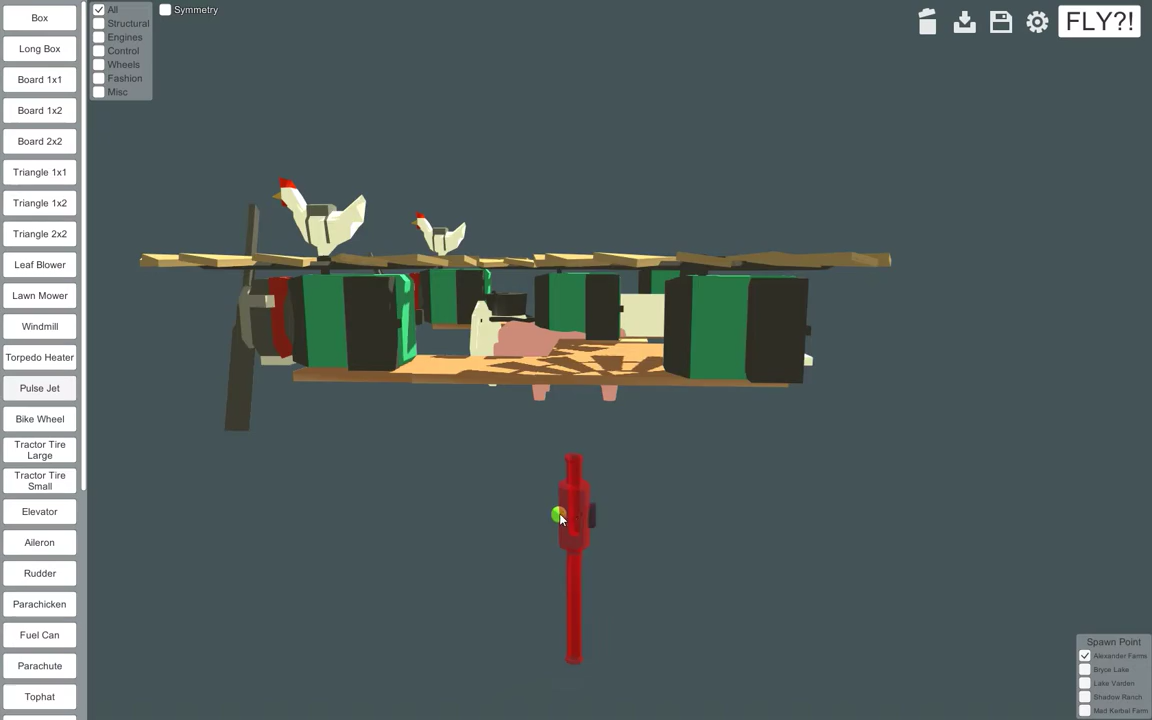 Box
Long Box
Board 1x1
Board 1x2
Board 2x2
Triangle 1x1
Triangle 1x2
Triangle 2x2
Leaf Blower
Lawn Mower
Windmill
Torpedo Heater
Pulse Jet
Bike Wheel
Tractor Tire
Large
Tractor Tire
Small
Elevator
Aileron
Rudder
Parachicken
Fuel Can
Parachute
Tophat
All
Structural
Engines
Control
Wheels
Fashion
Misc
Symmetry
FLY?!
Spawn Point
Alexander Farms
Bryce Lake
Lake Varden
Shadow Ranch
Mad Kerbal Farm